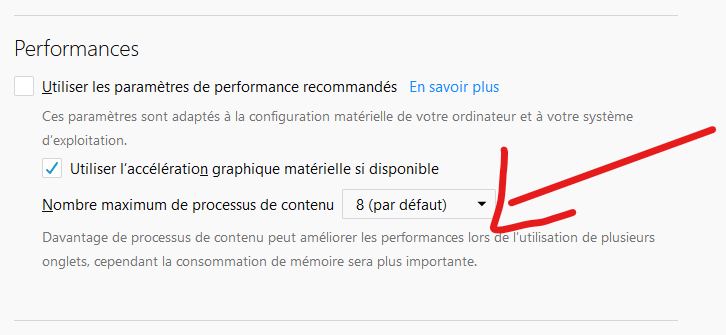 Performances
Utiliser les paramètres de performance recommandés En savoir plus
Ces paramètres sont adaptés à la configuration matérielle de votre ordinateur et à votre système
d’exploitation.
Utiliser l’accélération graphique matérielle si disponible
Nombre maximum de processus de contenu 8 (par défaut)
Davantage de processus de contenu peut améliorer les performances lors de l’utilisation de plusieurs
onglets, cependant la consommation de mémoire sera plus importante.